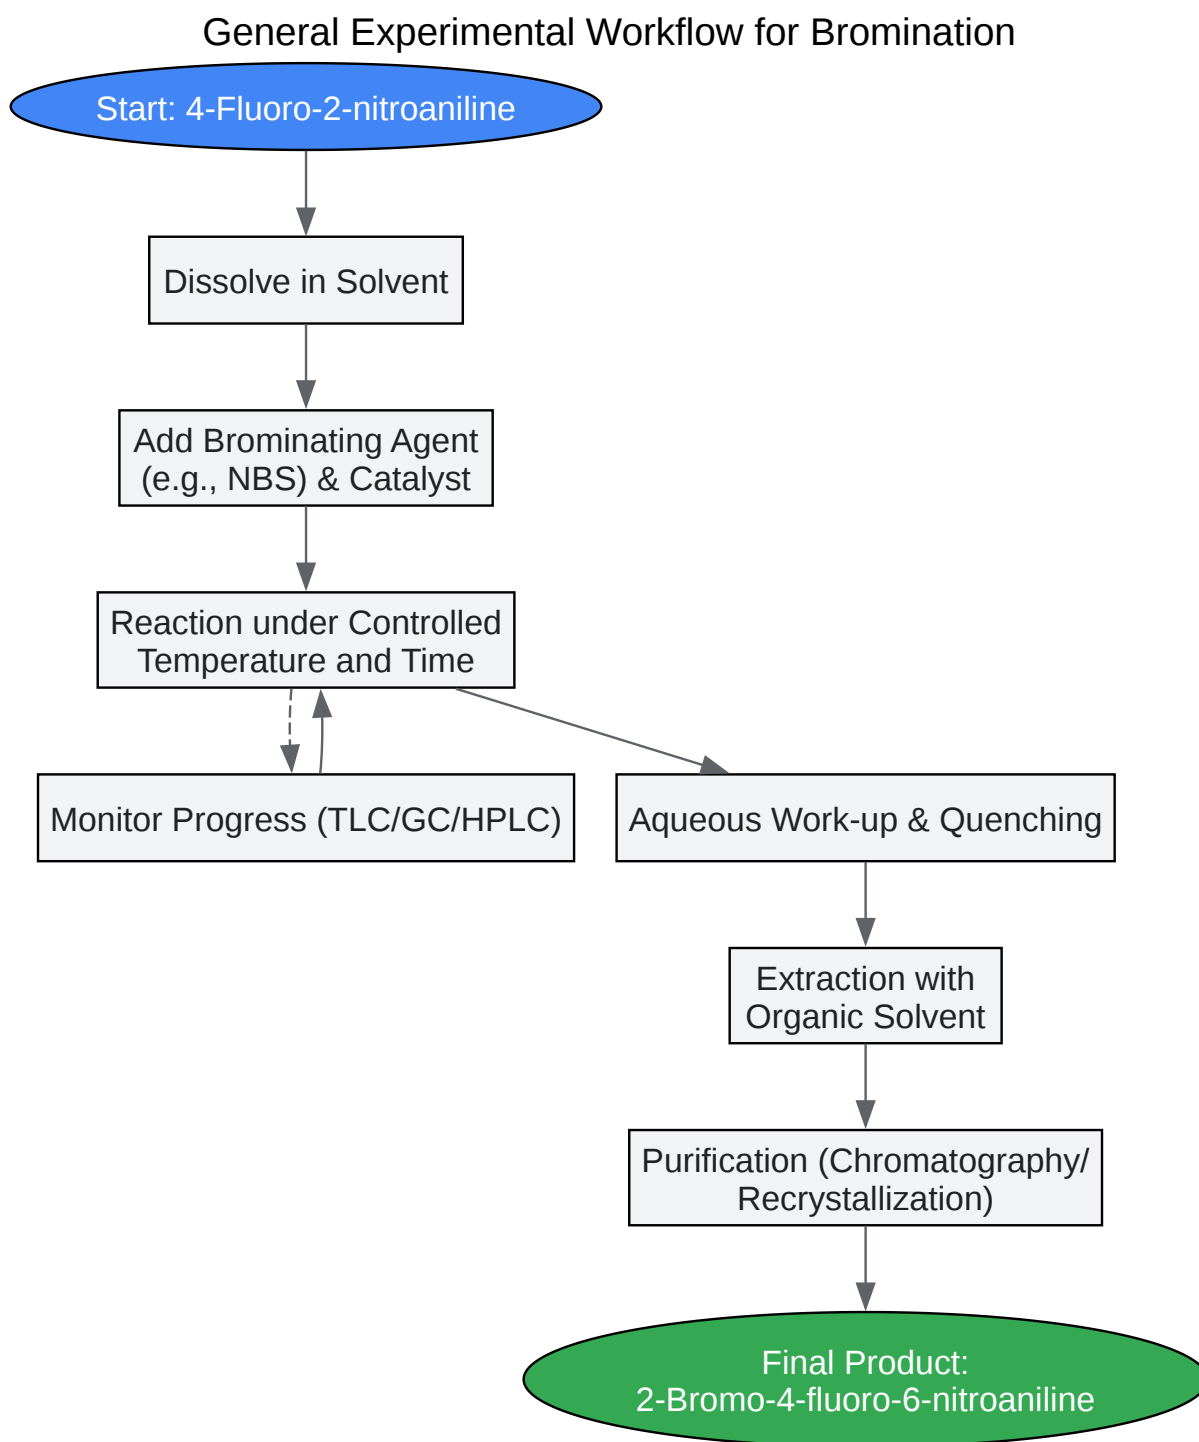 General Experimental Workflow for Bromination
Start: 4-Fluoro-2-nitroaniline
Dissolve in Solvent
Add Brominating Agent
(e.g., NBS) & Catalyst
Reaction under Controlled
Temperature and Time
Monitor Progress (TLC/GC/HPLC)
Aqueous Work-up & Quenching
Extraction with
Organic Solvent
Purification (Chromatography/
Recrystallization)
Final Product:
2-Bromo-4-fluoro-6-nitroaniline